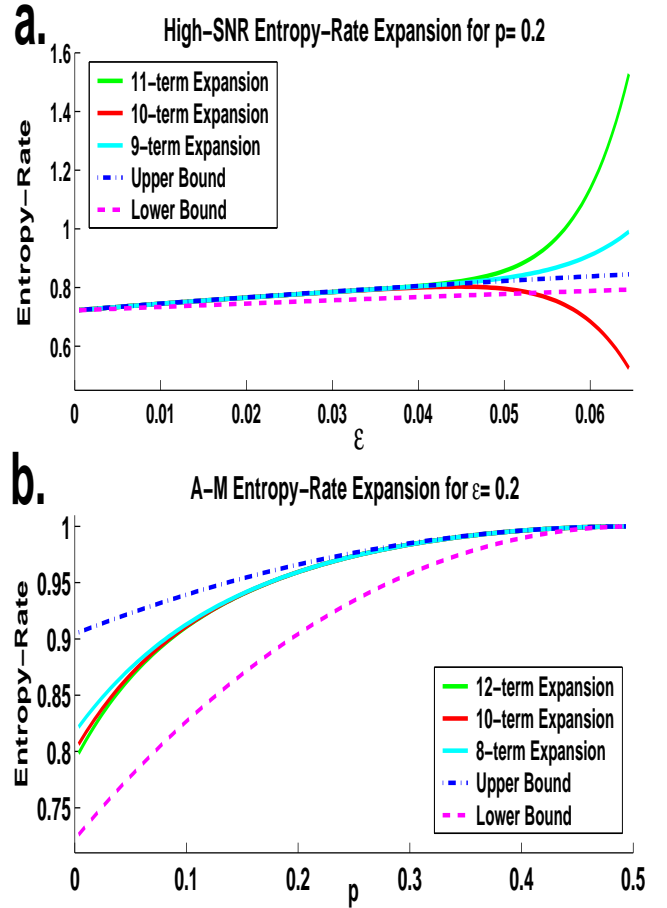 a.
High-SNR Entropy-Rate Expansion for p= 0.2
1.6
1.4
1.2
1
0.8
0.6
Entropy-Rate
11-term Expansion
10-term Expansion
9-term Expansion
Upper Bound
Lower Bound
0 0.01 0.02 0.03 0.04 0.05 0.06
ε
b.
A-M Entropy-Rate Expansion for ε= 0.2
1
0.95
0.9
0.85
0.8
0.75
Entropy-Rate
12-term Expansion
10-term Expansion
8-term Expansion
Upper Bound
Lower Bound
0 0.1 0.2 0.3 0.4 0.5
p